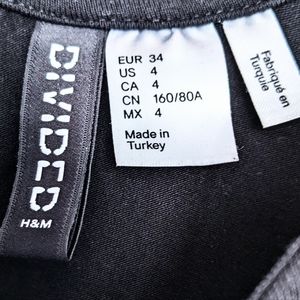 DIVIDED
H&M
EUR 34
US 4
CA 4
CN 160/80A
MX 4
Made in
Turkey
Fabriqué en
Turquie